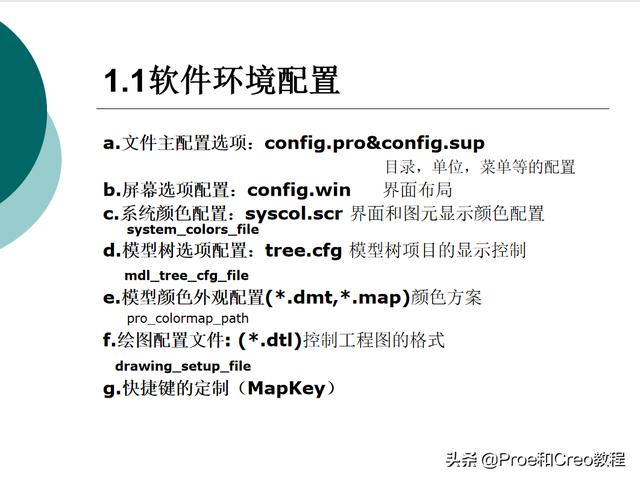 1.1软件环境配置
a.文件主配置选项：config.pro&config.sup
目录，单位，菜单等的配置
b.屏幕选项配置：config.win 界面布局
c.系统颜色配置：syscol.scr 界面和图元显示颜色配置
system_colors_file
d.模型树选项配置：tree.cfg 模型树项目的显示控制
mdl_tree_cfg_file
e.模型颜色外观配置(*.dmt,*.map)颜色方案
pro_colormap_path
f.绘图配置文件: (*.dtl)控制工程图的格式
drawing_setup_file
g.快捷键的定制（MapKey）
头条 @Proe和Creo教程